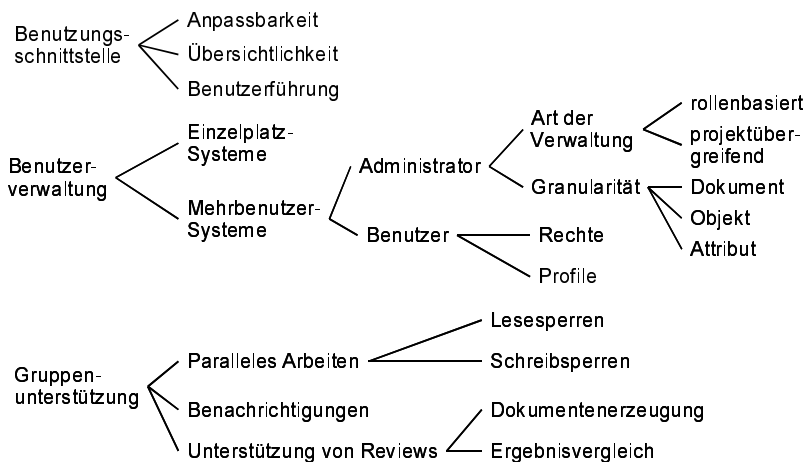 Benutzungs-
schnittstelle
Anpassbarkeit
Übersichtlichkeit
Benutzerführung
Benutzer-
verwaltung
Einzelplatz-
Systeme
Mehrbenutzer-
Systeme
Administrator
Art der
Verwaltung
rollenbasiert
projektüber-
greifend
Granularität
Dokument
Objekt
Attribut
Benutzer
Rechte
Profile
Gruppen-
unterstützung
Paralleles Arbeiten
Lesesperren
Schreibsperren
Benachrichtigungen
Unterstützung von Reviews
Dokumentenerzeugung
Ergebnisvergleich